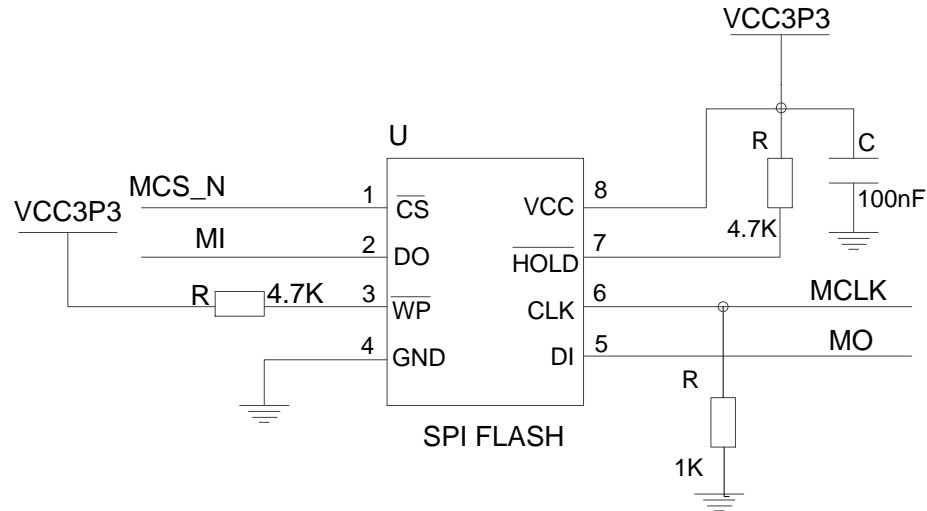 VCC3P3
U
R
C
MCS_N
1
CS
VCC
8
100nF
VCC3P3
MI
2
DO
HOLD
7
4.7K
R
4.7K
3
WP
CLK
6
MCLK
4
GND
DI
5
MO
R
SPI FLASH
1K